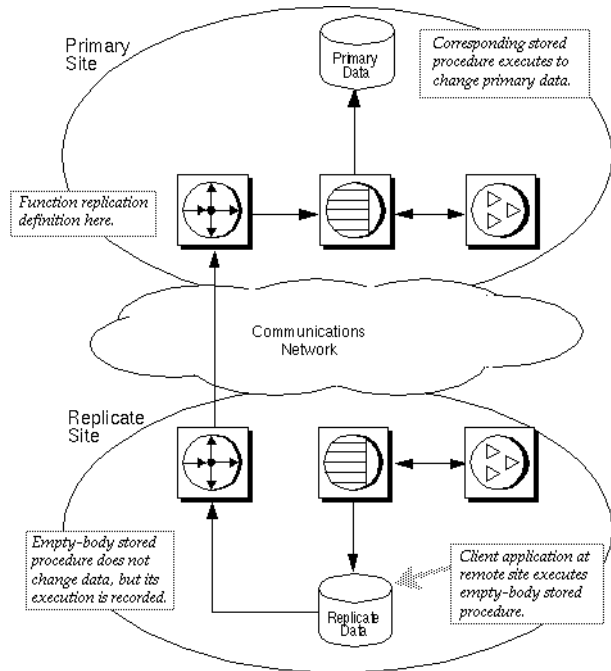 Primary
Site
Primary
Data
Corresponding stored
procedure executes to
change primary data.
Function replication
definition here.
Communications
Network
Replicate
Site
Empty-body stored
procedure does not
change data, but its
execution is recorded.
Replicate
Data
Client application at
remote site executes
empty-body stored
procedure.